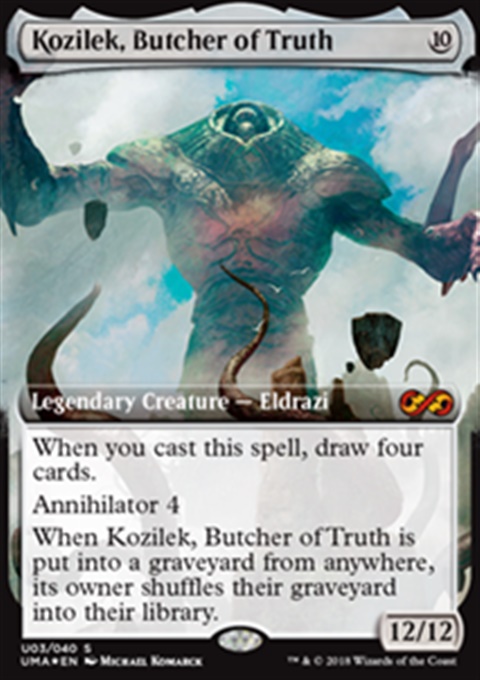 Kozilek, Butcher of Truth
10
Legendary Creature — Eldrazi
When you cast this spell, draw four
cards.
Annihilator 4
When Kozilek, Butcher of Truth is
put into a graveyard from anywhere,
its owner shuffles their graveyard
into their library.
12/12
U03/040 S
UMA★EN Michael Komarck
™ & © 2018 Wizards of the Coast